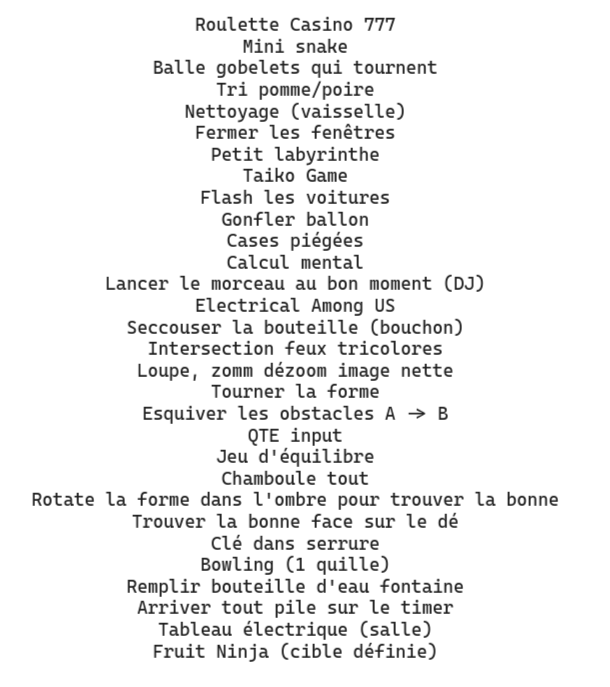 Roulette Casino 777
Mini snake
Balle gobelets qui tournent
Tri pomme/poire
Nettoyage (vaisselle)
Fermer les fenêtres
Petit labyrinthe
Taiko Game
Flash les voitures
Gonfler ballon
Cases piégées
Calcul mental
Lancer le morceau au bon moment (DJ)
Electrical Among US
Seccouser la bouteille (bouchon)
Intersection feux tricolores
Loupe, zomm dézoom image nette
Tourner la forme
Esquiver les obstacles A → B
QTE input
Jeu d'équilibre
Chamboule tout
Rotate la forme dans l'ombre pour trouver la bonne
Trouver la bonne face sur le dé
Clé dans serrure
Bowling (1 quille)
Remplir bouteille d'eau fontaine
Arriver tout pile sur le timer
Tableau électrique (salle)
Fruit Ninja (cible définie)